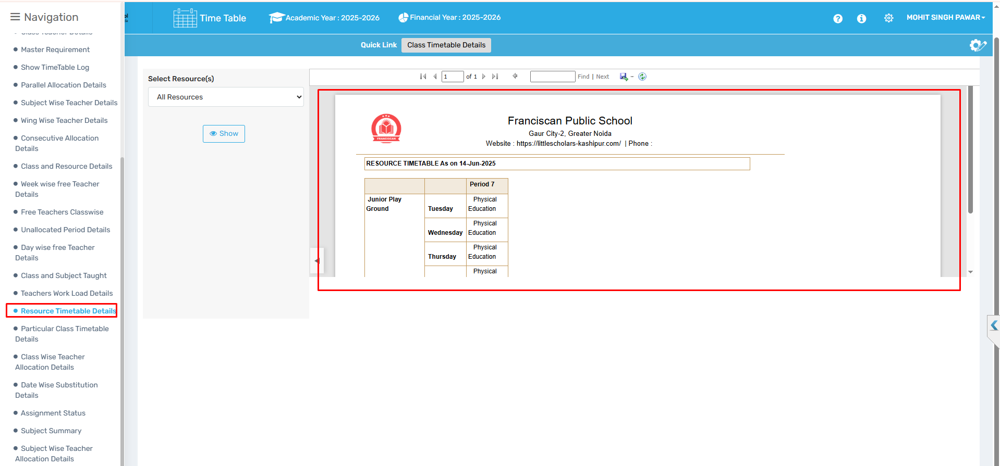 Navigation
Class Teacher Details
Master Requirement
Show TimeTable Log
Parallel Allocation Details
Subject Wise Teacher Details
Wing Wise Teacher Details
Consecutive Allocation
Details
Class and Resource Details
Week wise free Teacher
Details
Free Teachers Classwise
Unallocated Period Details
Day wise free Teacher
Details
Class and Subject Taught
Teachers Work Load Details
Resource Timetable Details
Particular Class Timetable
Details
Class Wise Teacher
Allocation Details
Date Wise Substitution
Details
Assignment Status
Subject Summary
Subject Wise Teacher
Allocation Details
Time Table
Academic Year : 2025-2026
Financial Year : 2025-2026
MOHIT SINGH PAWAR
Quick Link Class Timetable Details
Select Resource(s)
All Resources
Show
1 of 1 Find | Next
FRANCISCAN
Franciscan Public School
Gaur City-2, Greater Noida
Website : https://littlescholars-kashipur.com/ | Phone :
RESOURCE TIMETABLE As on 14-Jun-2025
Period 7
Junior Play
Ground
Tuesday
Physical
Education
Wednesday
Physical
Education
Thursday
Physical
Education
Physical